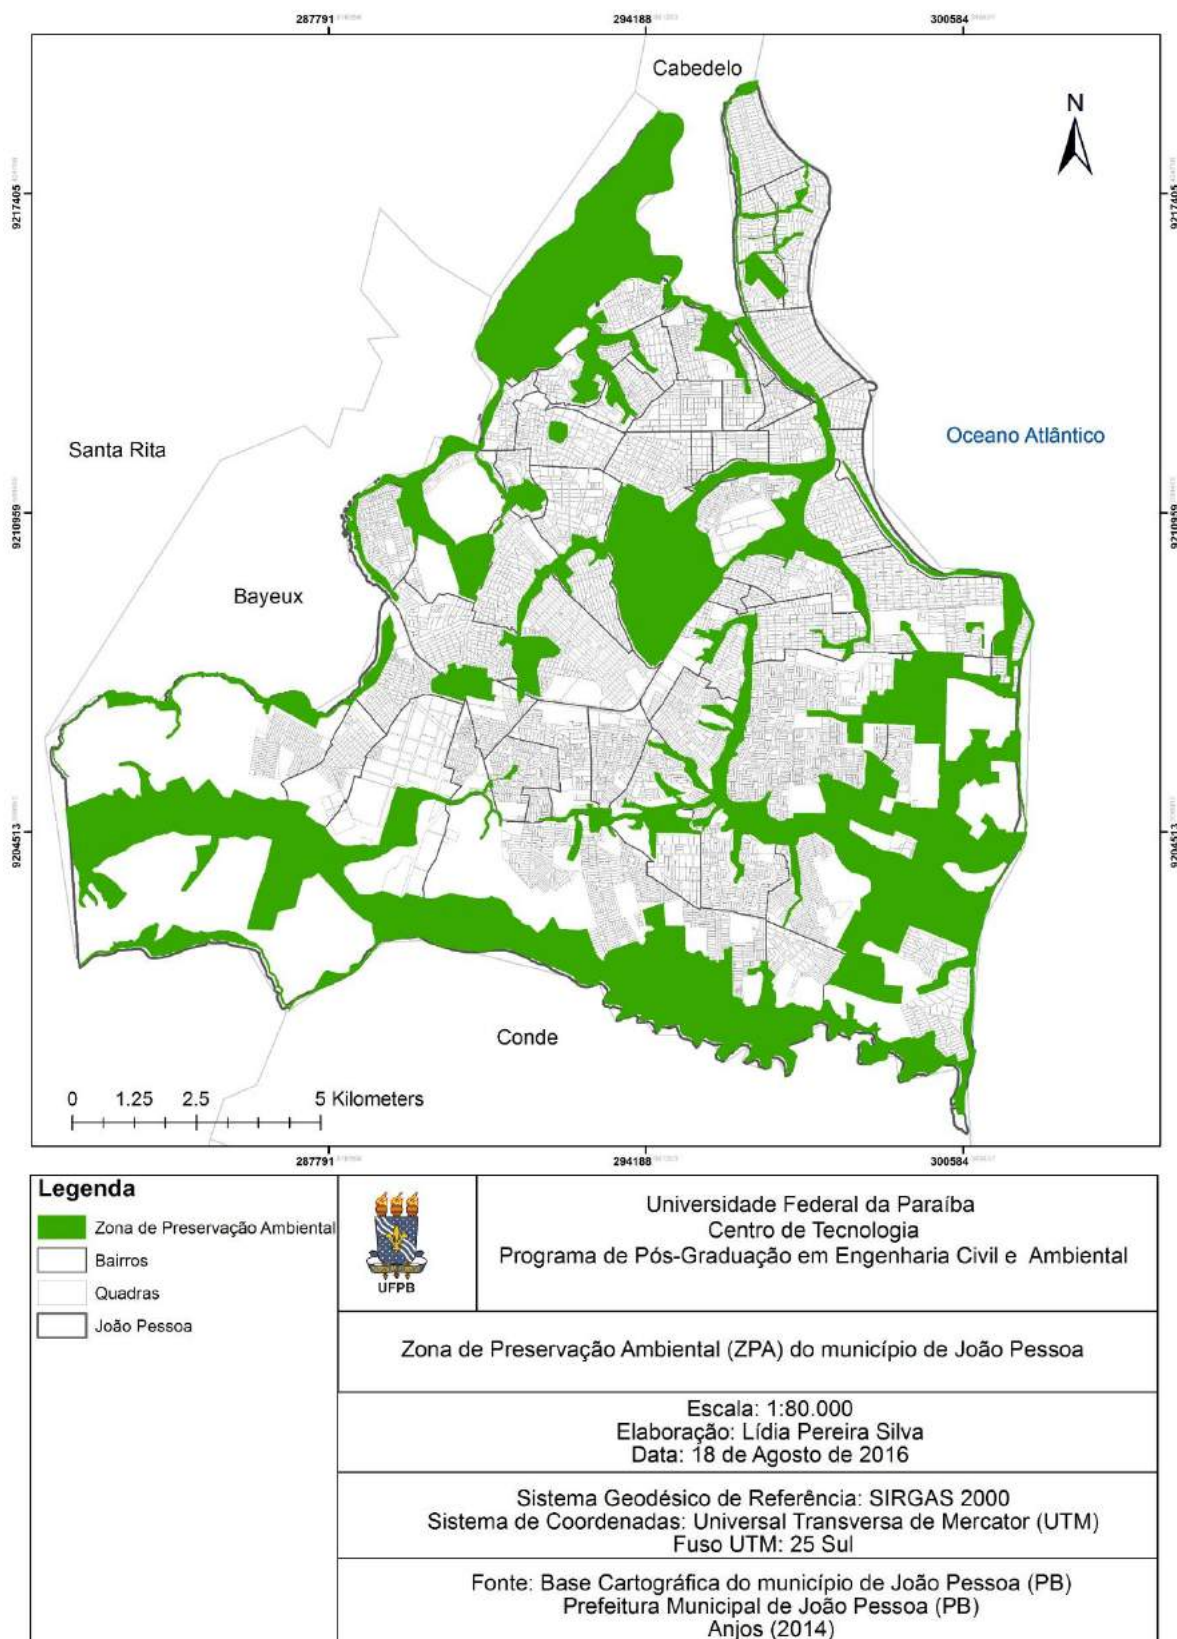 287791
294188
300584
Cabedelo
N
9217405
9217405
Santa Rita
Oceano Atlântico
9210959
9210959
Bayeux
9204513
9204513
Conde
0 1.25 2.5 5 Kilometers
287791
294188
300584
Legenda
Zona de Preservação Ambiental
Bairros
Quadras
João Pessoa
UFPB
Universidade Federal da Paraíba
Centro de Tecnologia
Programa de Pós-Graduação em Engenharia Civil e Ambiental
Zona de Preservação Ambiental (ZPA) do município de João Pessoa
Escala: 1:80.000
Elaboração: Lídia Pereira Silva
Data: 18 de Agosto de 2016
Sistema Geodésico de Referência: SIRGAS 2000
Sistema de Coordenadas: Universal Transversa de Mercator (UTM)
Fuso UTM: 25 Sul
Fonte: Base Cartográfica do município de João Pessoa (PB)
Prefeitura Municipal de João Pessoa (PB)
Anjos (2014)